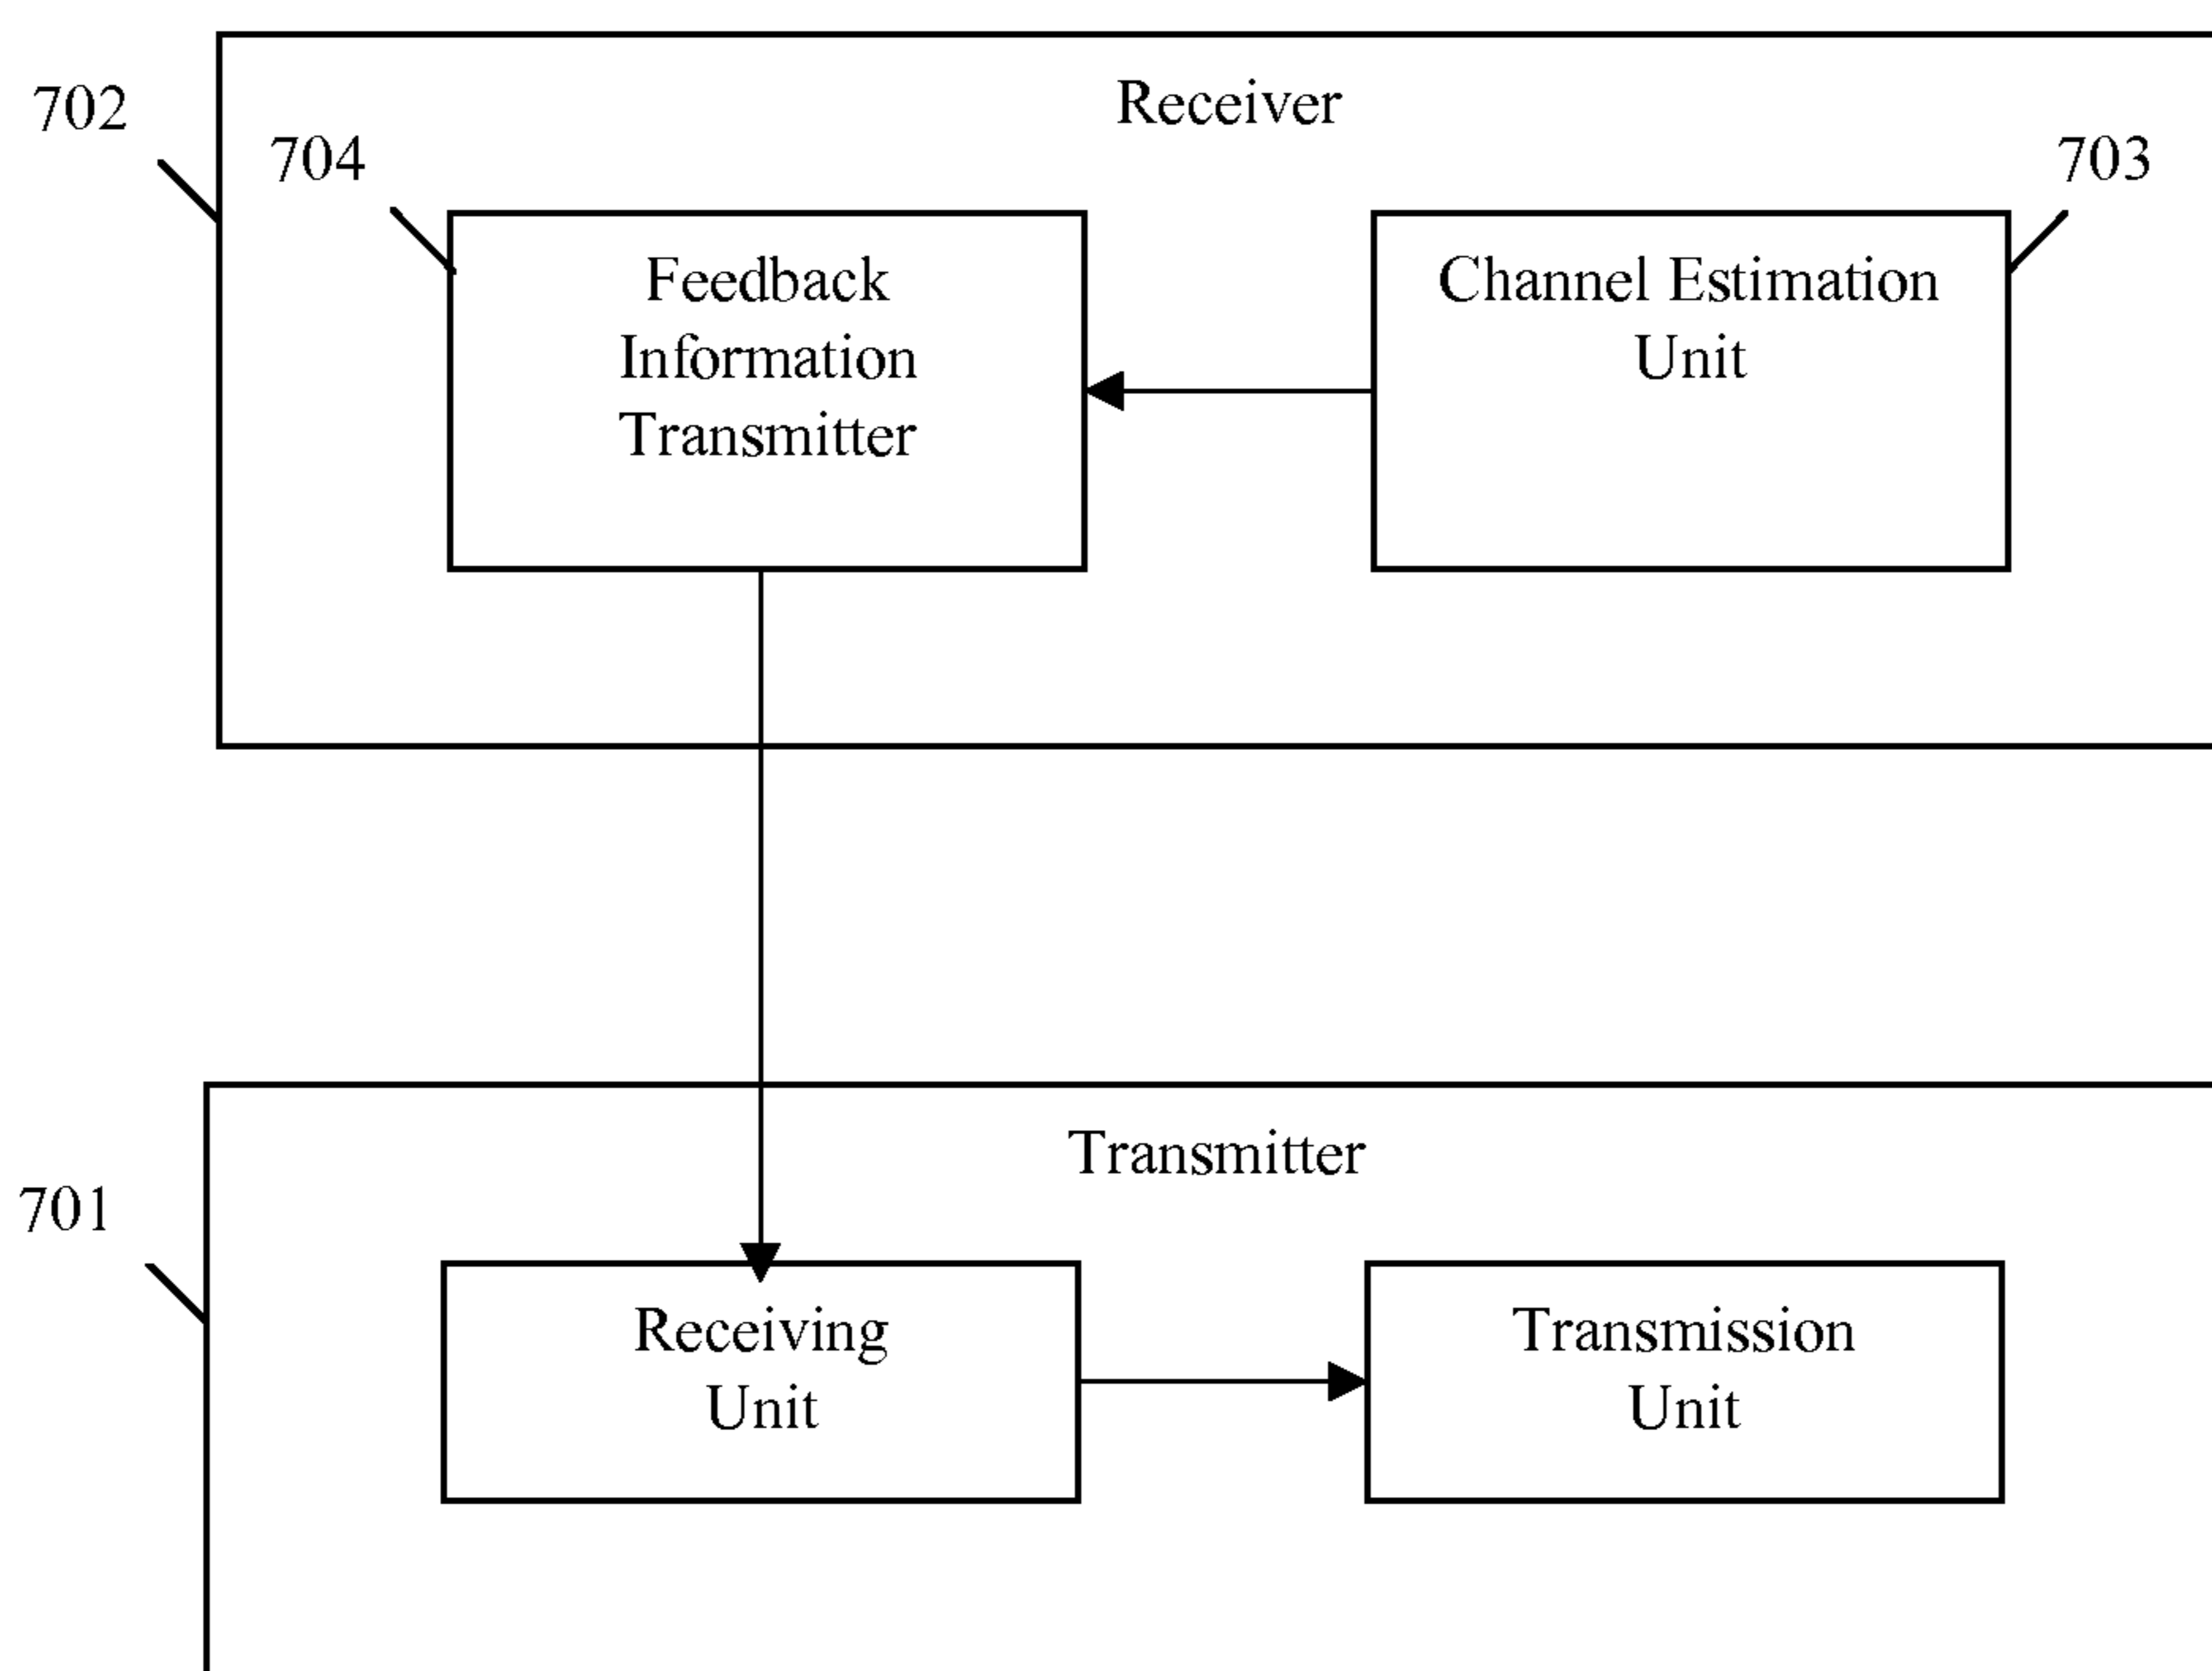 Receiver
702
704
703
Feedback
Information
Transmitter
Channel Estimation
Unit
Transmitter
701
Receiving
Unit
Transmission
Unit